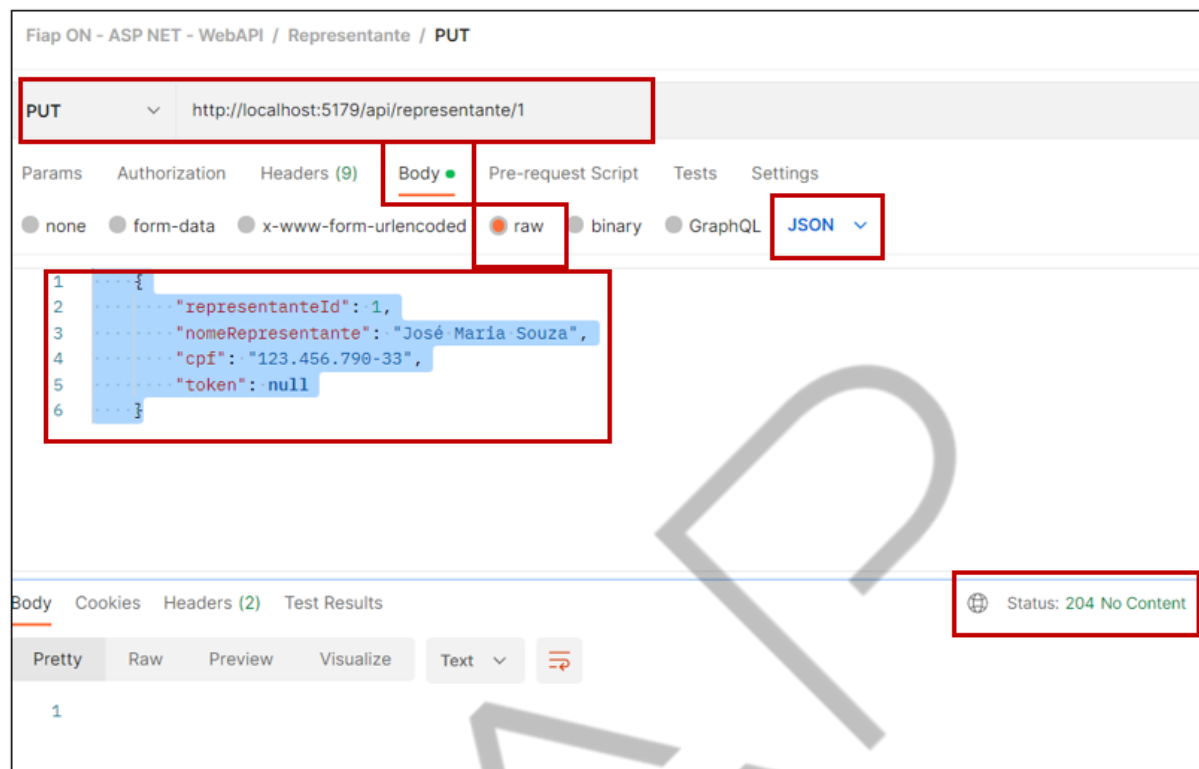 Fiap ON - ASP NET - WebAPI / Representante / PUT
PUT http://localhost:5179/api/representante/1
Params Authorization Headers (9) Body Pre-request Script Tests Settings
none form-data x-www-form-urlencoded raw binary GraphQL JSON
1 {
2 "representanteId": 1,
3 "nomeRepresentante": "José Maria Souza",
4 "cpf": "123.456.790-33",
5 "token": null
6 }
Body Cookies Headers (2) Test Results Status: 204 No Content
Pretty Raw Preview Visualize Text
1